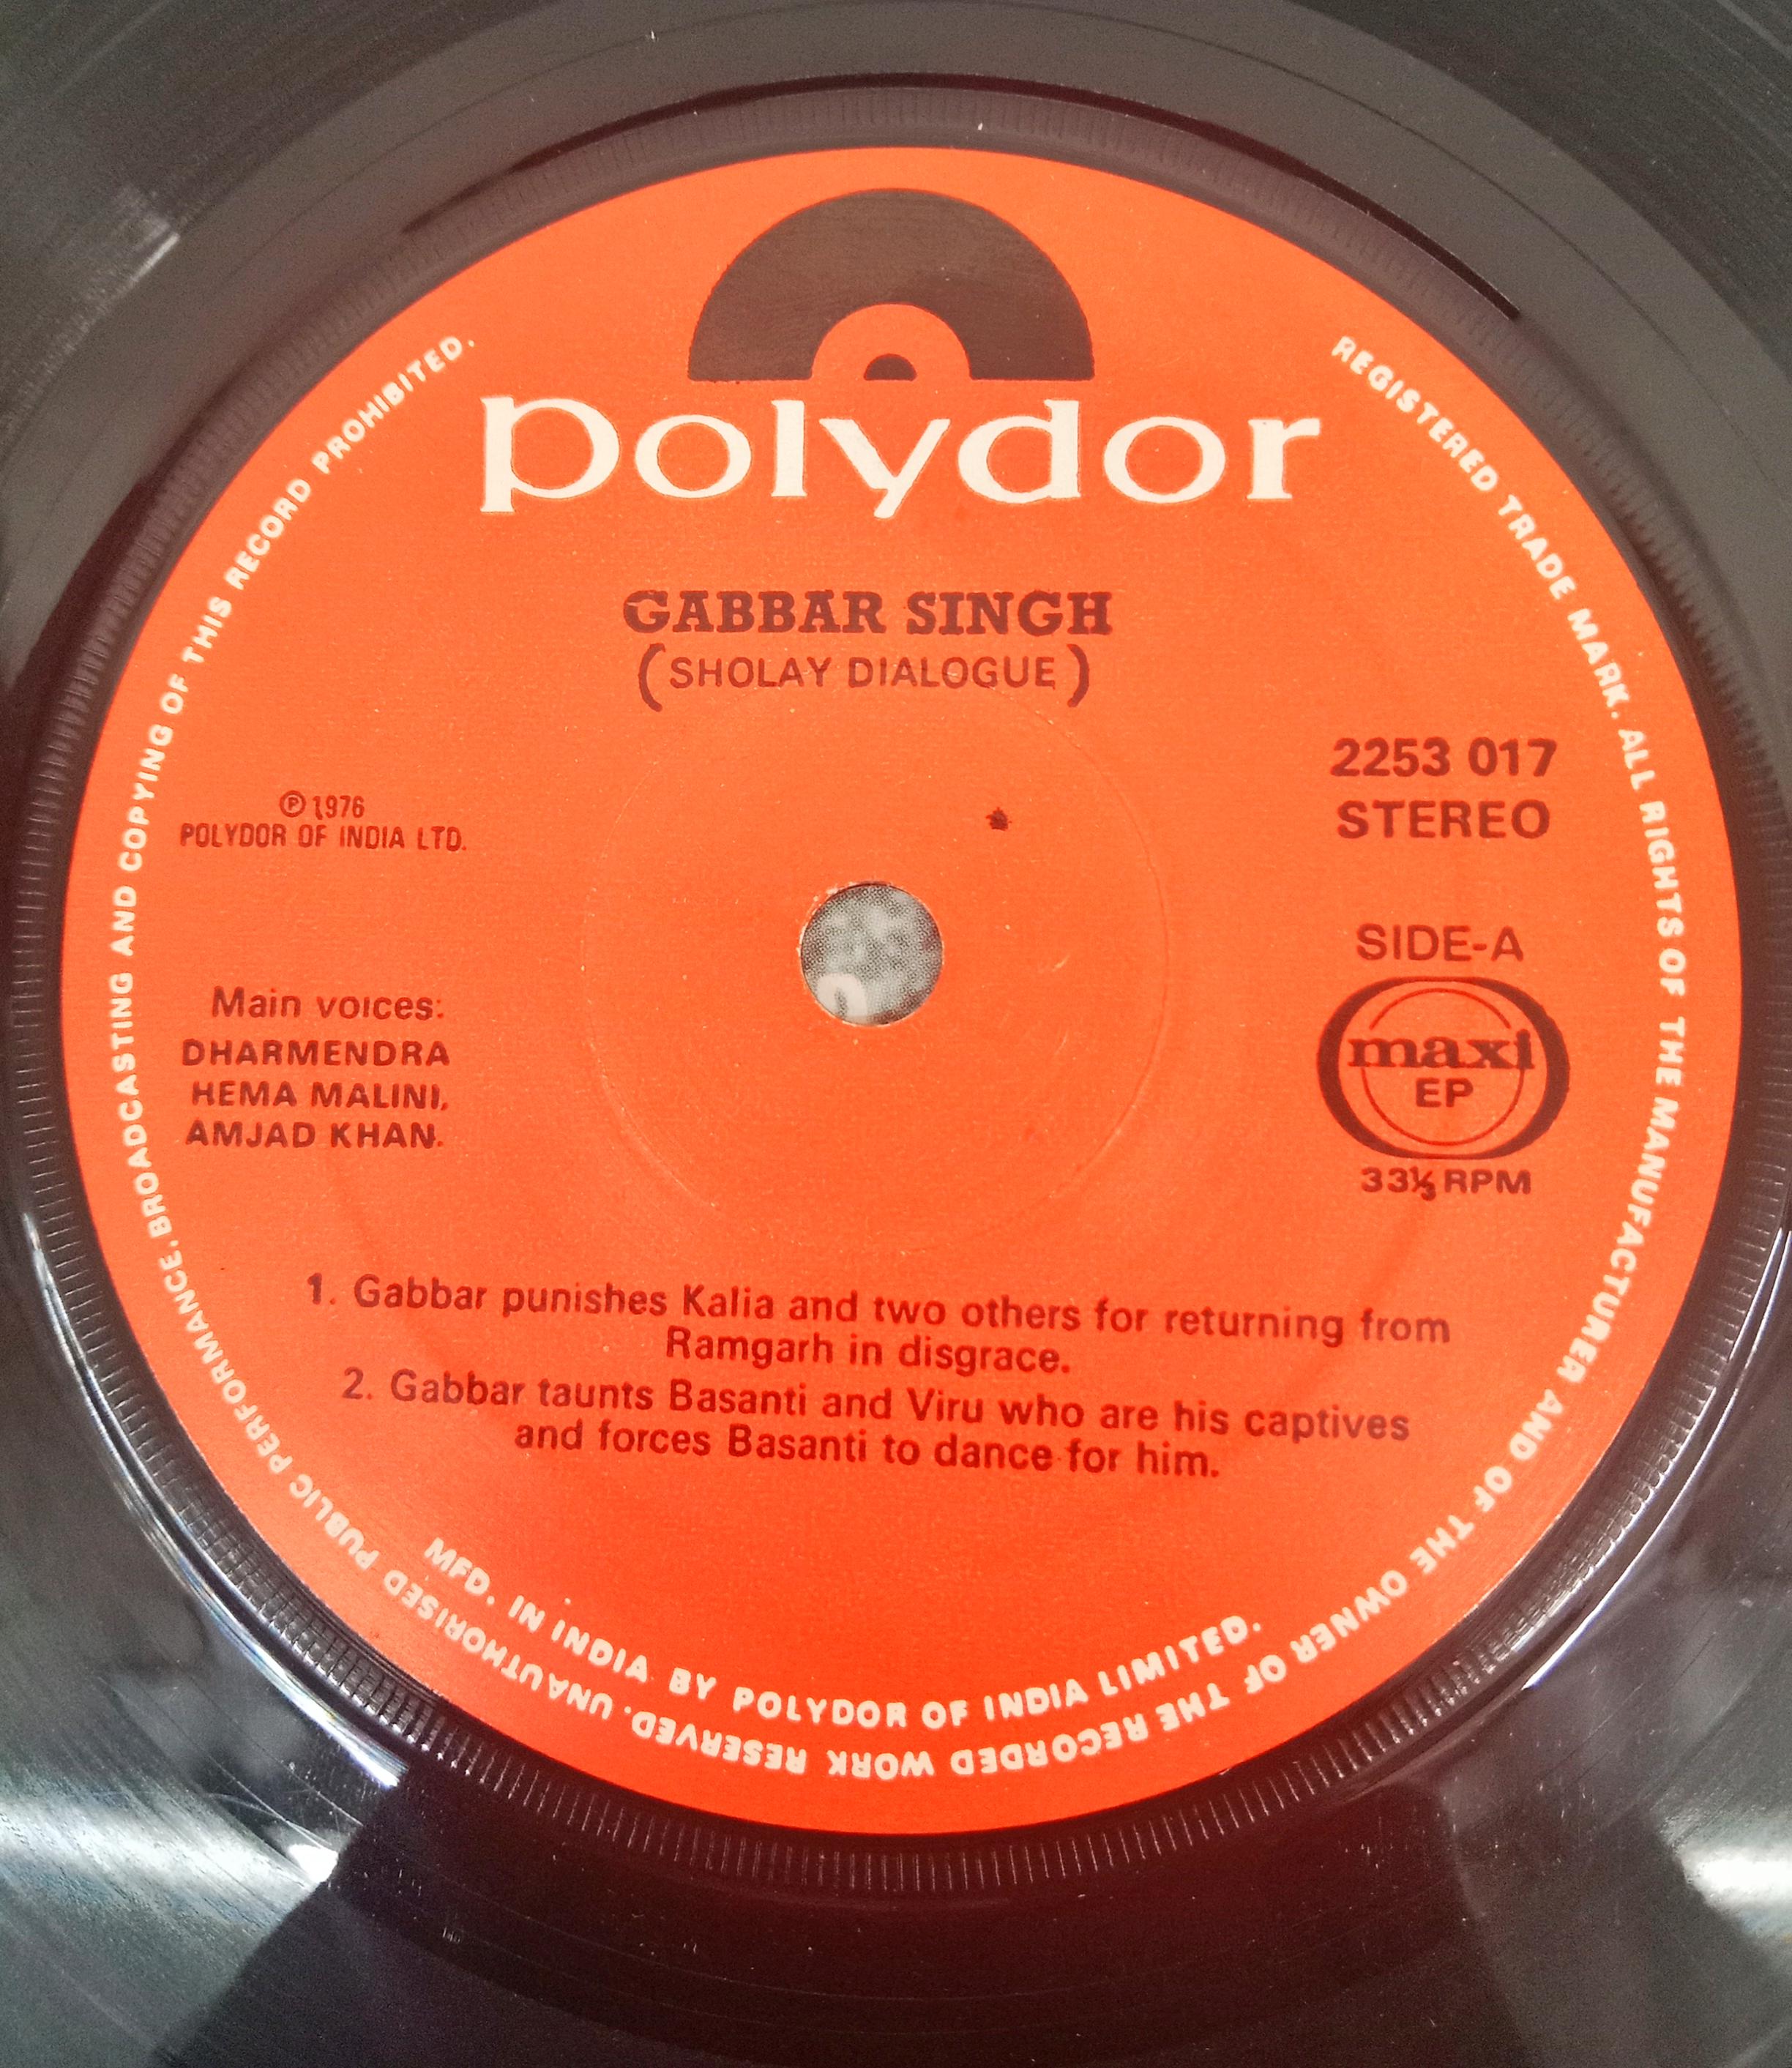 polydor
GABBAR SINGH
(SHOLAY DIALOGUE)
2253 017
STEREO
℗ 1976
POLYDOR OF INDIA LTD.
SIDE-A
maxi
EP
33⅓ RPM
Main voices:
DHARMENDRA
HEMA MALINI,
AMJAD KHAN.
1. Gabbar punishes Kalia and two others for returning from
Ramgarh in disgrace.
2. Gabbar taunts Basanti and Viru who are his captives
and forces Basanti to dance for him.
MFD. IN INDIA BY POLYDOR OF INDIA LIMITED.
REGISTERED TRADE MARK. ALL RIGHTS OF THE MANUFACTURER AND OF THE OWNER OF THE RECORDED WORK RESERVED. UNAUTHORISED PUBLIC PERFORMANCE, BROADCASTING AND COPYING OF THIS RECORD PROHIBITED.